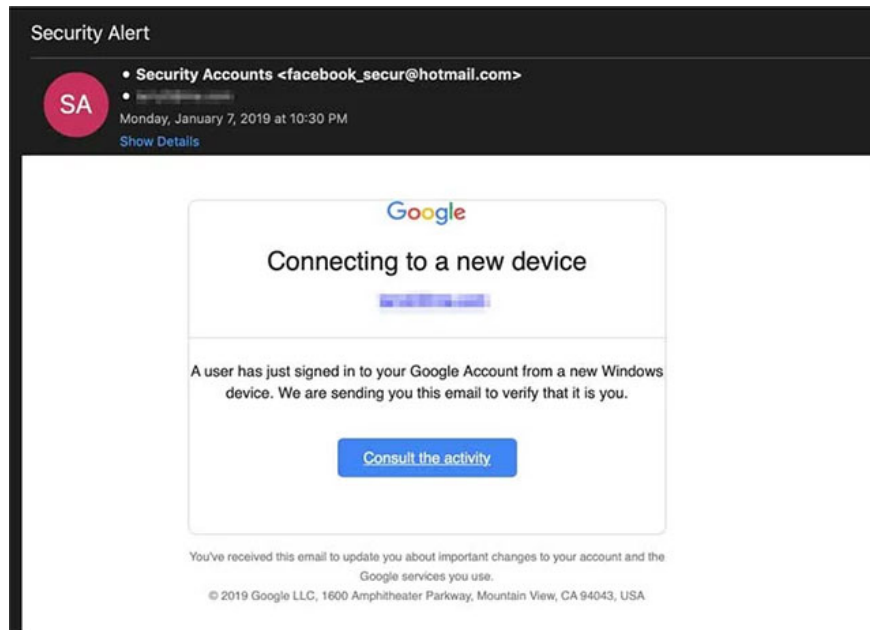 Security Alert
SA
• Security Accounts <facebook_secur@hotmail.com>
•
Monday, January 7, 2019 at 10:30 PM
Show Details
Google
Connecting to a new device
A user has just signed in to your Google Account from a new Windows
device. We are sending you this email to verify that it is you.
Consult the activity
You've received this email to update you about important changes to your account and the
Google services you use.
© 2019 Google LLC, 1600 Amphitheater Parkway, Mountain View, CA 94043, USA